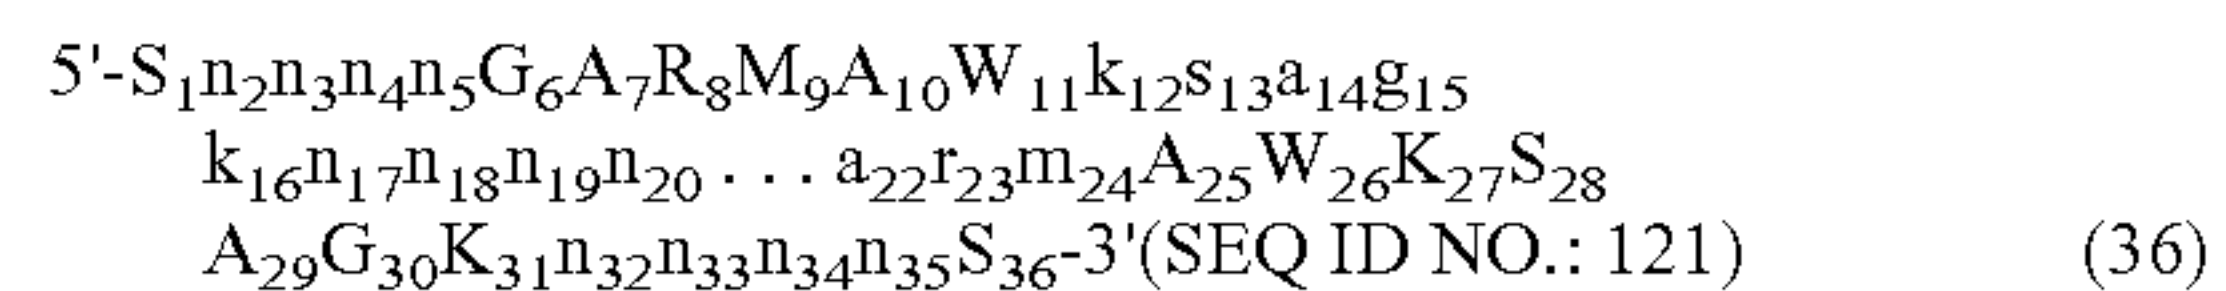 5'-S₁n₂n₃n₄n₅G₆A₇R₈M₉A₁₀W₁₁k₁₂s₁₃a₁₄g₁₅
k₁₆n₁₇n₁₈n₁₉n₂₀ . . . a₂₂r₂₃m₂₄A₂₅W₂₆K₂₇S₂₈
A₂₉G₃₀K₃₁n₃₂n₃₃n₃₄n₃₅S₃₆-3'(SEQ ID NO.: 121) (36)